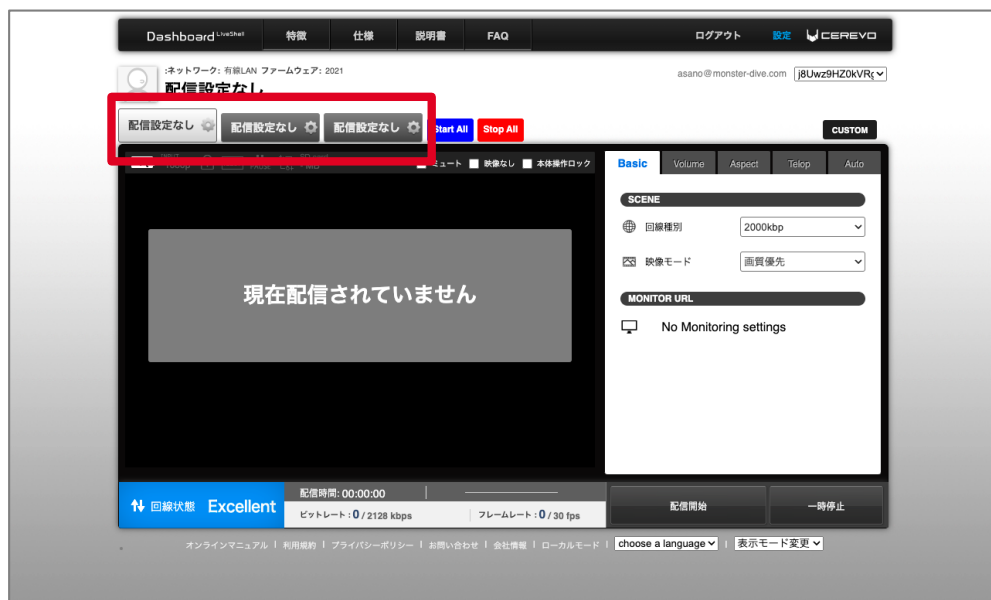 Dashboard LiveShell 特徴 仕様 説明書 FAQ ログアウト 設定 CEREVO
:ネットワーク: 有線LAN ファームウェア: 2021 asano@monster-dive.com j8Uwz9HZ0kVRç
配信設定なし
配信設定なし 配信設定なし 配信設定なし Start All Stop All CUSTOM
ミュート 映像なし 本体操作ロック Basic Volume Aspect Telop Auto
SCENE
回線種別 2000kbp
映像モード 画質優先
現在配信されていません
MONITOR URL
No Monitoring settings
配信時間: 00:00:00
回線状態 Excellent
ビットレート : 0 / 2128 kbps フレームレート : 0 / 30 fps
配信開始 一時停止
オンラインマニュアル | 利用規約 | プライバシーポリシー | お問い合わせ | 会社情報 | ローカルモード | choose a language | 表示モード変更